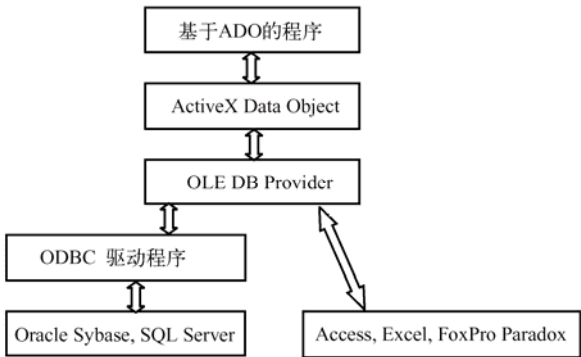 基于ADO的程序
ActiveX Data Object
OLE DB Provider
ODBC 驱动程序
Oracle Sybase, SQL Server
Access, Excel, FoxPro Paradox